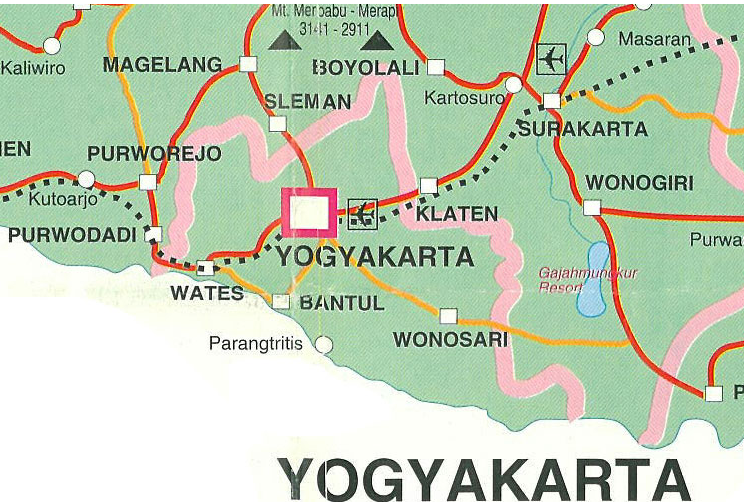 Mt. Merbabu - Merapi
3141 - 2911
Masaran
Kaliwiro
MAGELANG
BOYOLALI
Kartosuro
SLEMAN
SURAKARTA
PURWOREJO
WONOGIRI
Kutoarjo
KLATEN
PURWODADI
YOGYAKARTA
Gajahmungkur
Resort
WATES
BANTUL
WONOSARI
Parangtritis
YOGYAKARTA